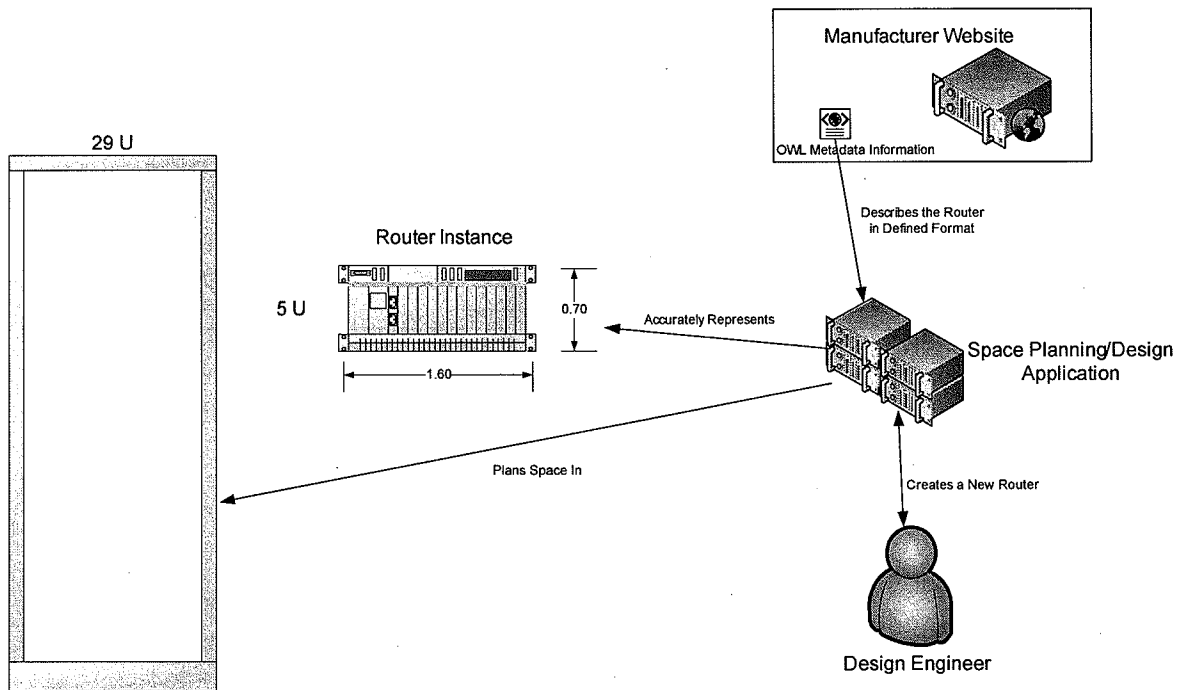 Manufacturer Website
OWL Metadata Information
29 U
Describes the Router
in Defined Format
Router Instance
5 U
0.70
Accurately Represents
1.60
Space Planning/Design
Application
Plans Space In
Creates a New Router
Design Engineer